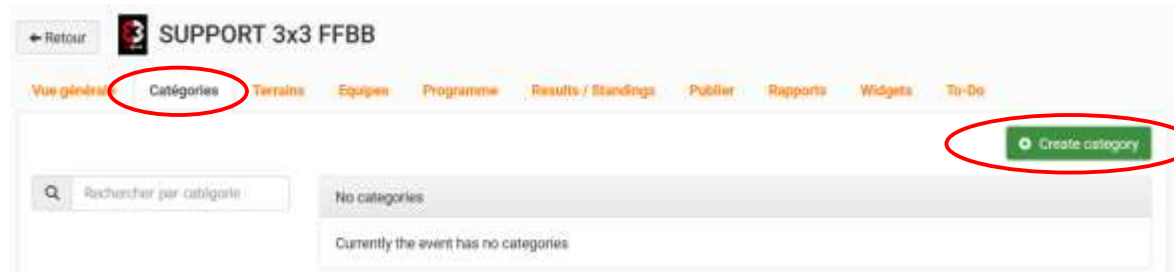 Retour
SUPPORT 3x3 FFBB
Vue générale Catégories Terrains Equipes Programme Results / Standings Publier Rapports Widgets To-Do
Create category
Rechercher par catégorie
No categories
Currently the event has no categories